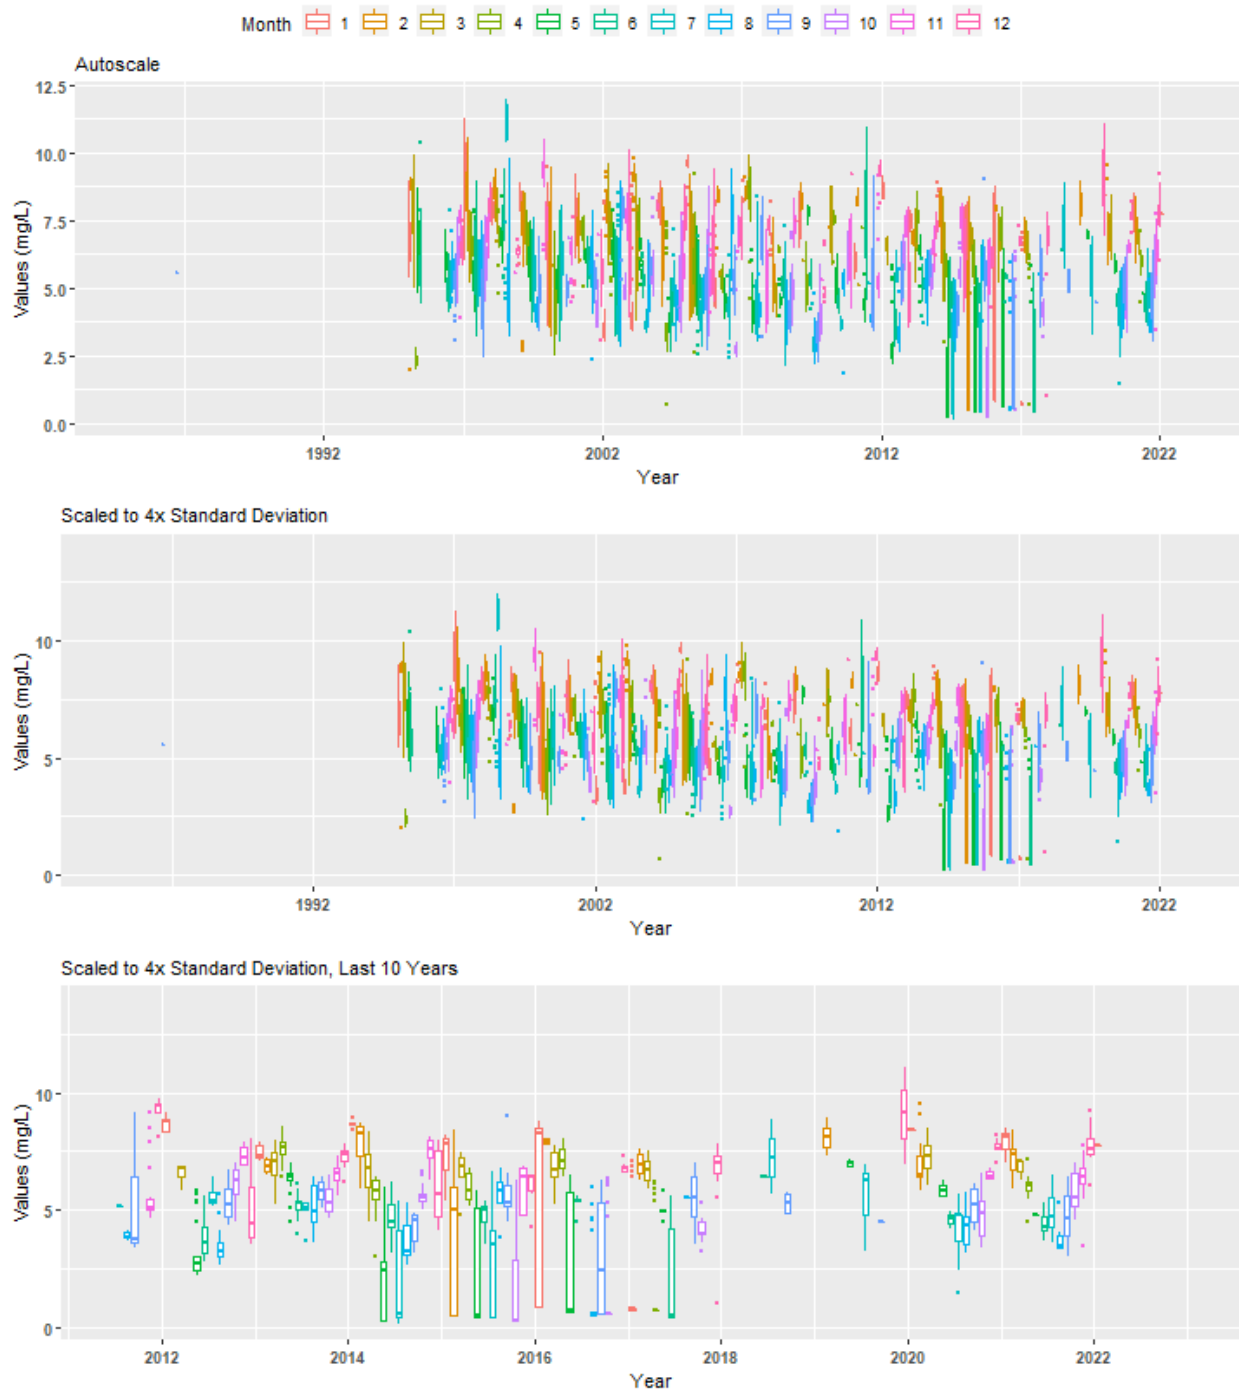 Month 1 2 3 4 5 6 7 8 9 10 11 12
Autoscale
12.5
10.0
7.5
5.0
2.5
0.0
Values (mg/L)
1992 2002 2012 2022
Year
Scaled to 4x Standard Deviation
10
5
0
Values (mg/L)
1992 2002 2012 2022
Year
Scaled to 4x Standard Deviation, Last 10 Years
10
5
0
Values (mg/L)
2012 2014 2016 2018 2020 2022
Year